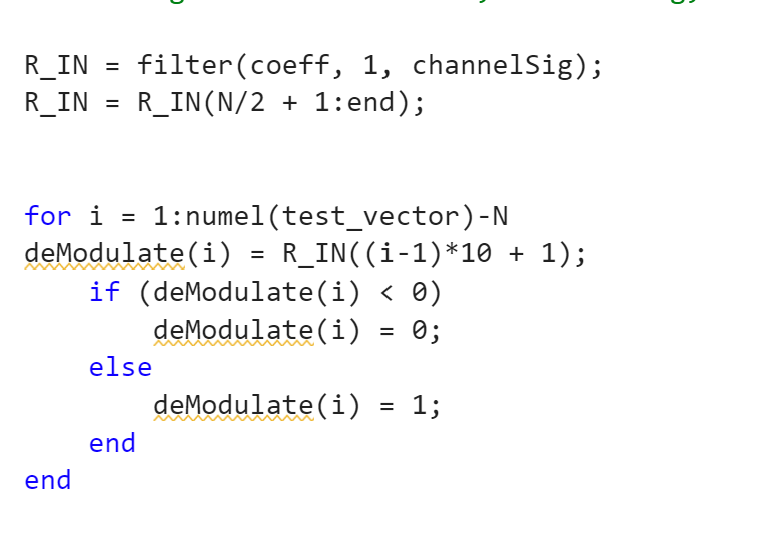 R_IN = filter(coeff, 1, channelSig);
R_IN = R_IN(N/2 + 1:end);
for i = 1:numel(test_vector)-N
deModulate(i) = R_IN((i-1)*10 + 1);
if (deModulate(i) < 0)
deModulate(i) = 0;
else
deModulate(i) = 1;
end
end